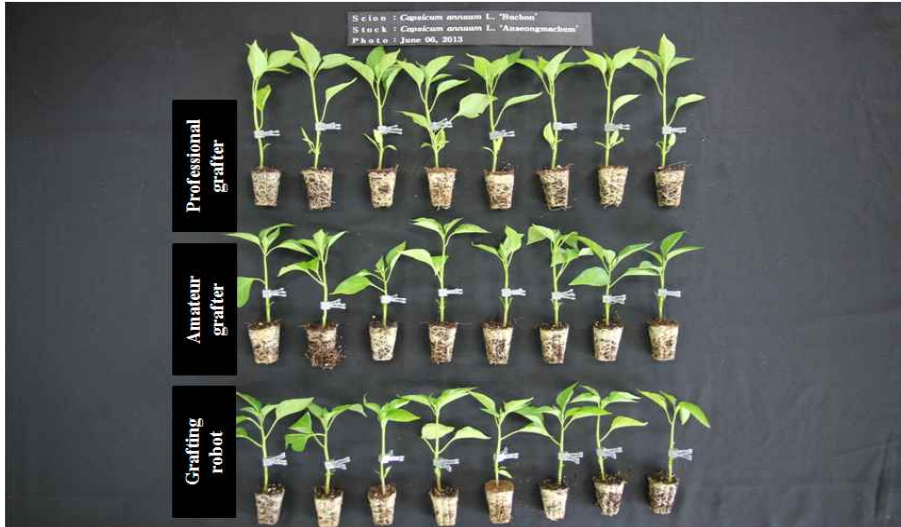 Scion : Capsicum annuum L. 'Buchon'
Stock : Capsicum annuum L. 'Anseongmachum'
Photo : June 06, 2013
Professional
grafter
Amateur
grafter
Grafting
robot